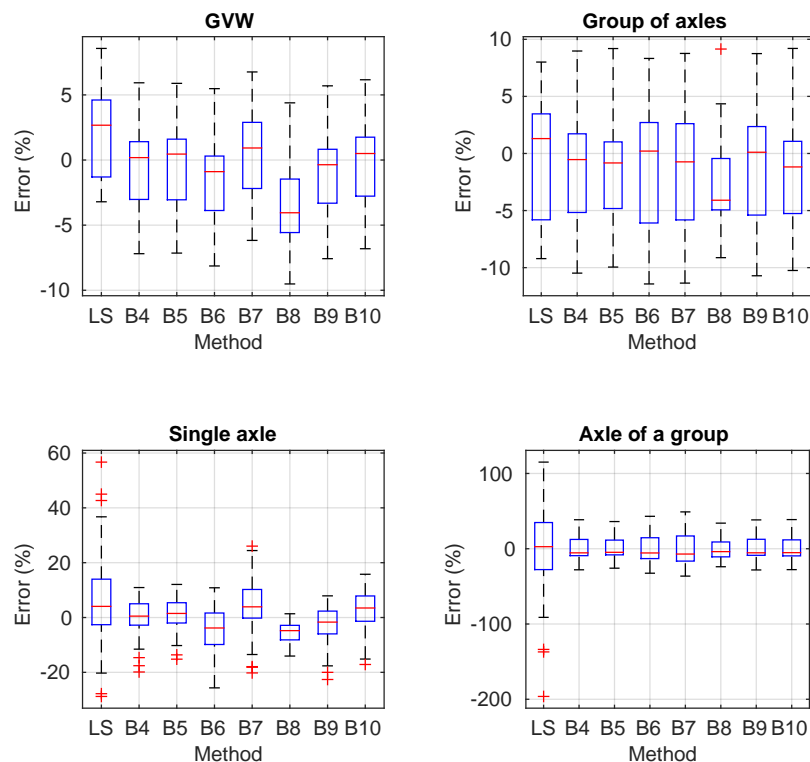 GVW
5
0
-5
-10
Error (%)
LS B4 B5 B6 B7 B8 B9 B10
Method
Group of axles
10
5
0
-5
-10
Error (%)
LS B4 B5 B6 B7 B8 B9 B10
Method
Single axle
60
40
20
0
-20
Error (%)
LS B4 B5 B6 B7 B8 B9 B10
Method
Axle of a group
100
0
-100
-200
Error (%)
LS B4 B5 B6 B7 B8 B9 B10
Method